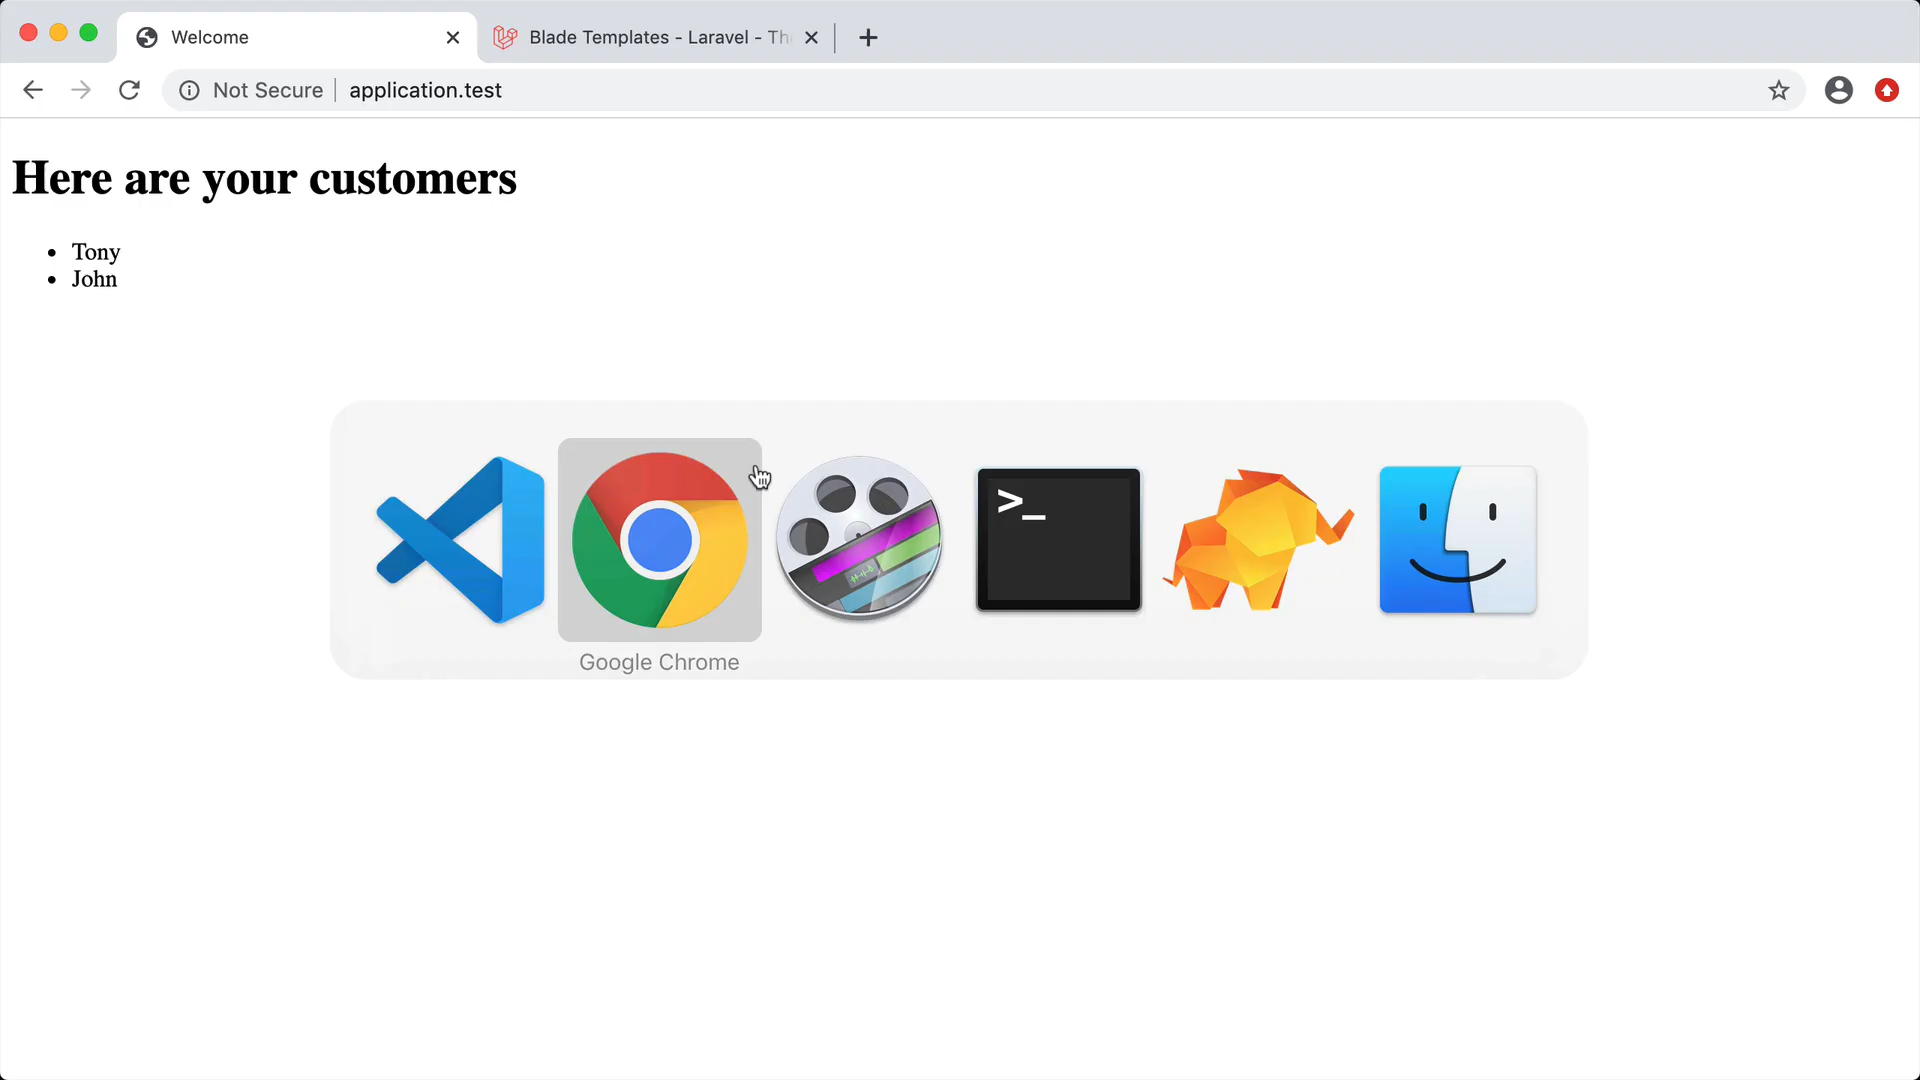 Welcome
Blade Templates - Laravel - Th
Not Secure
application.test
Here are your customers
Tony
John
>_
Google Chrome